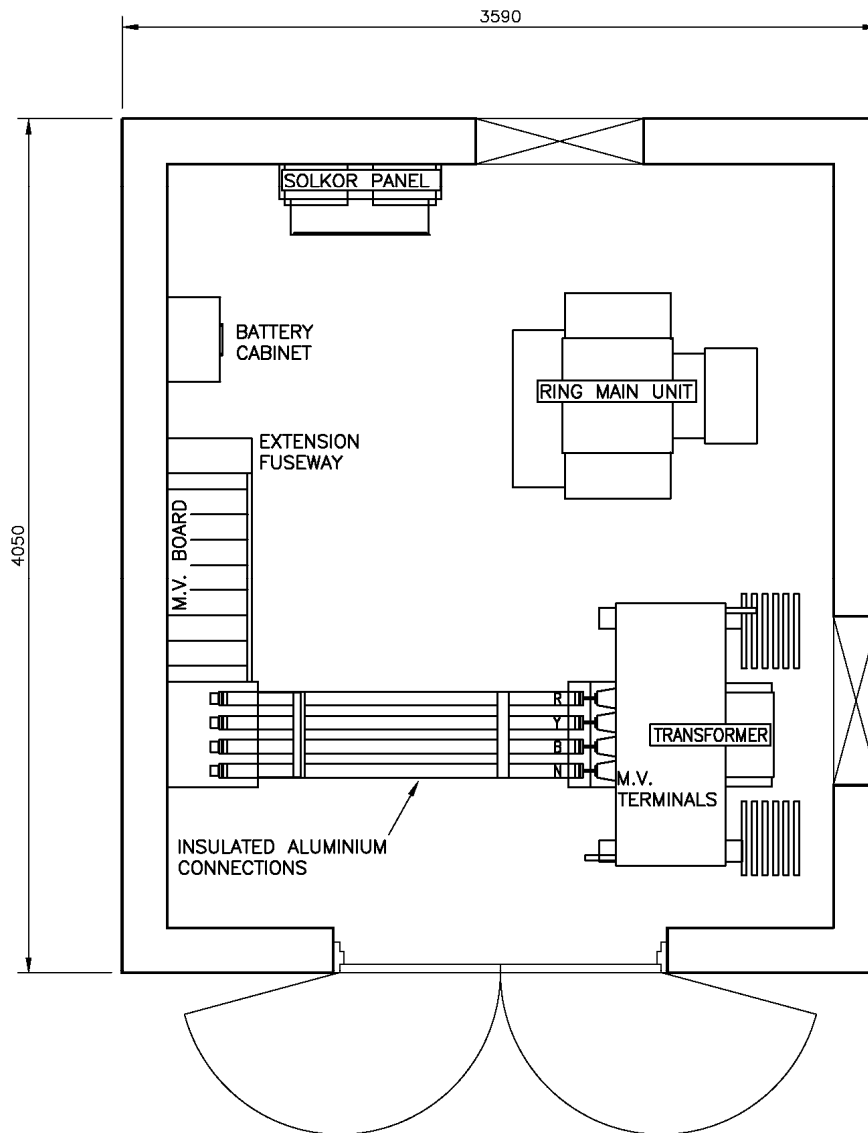 3590
SOLKOR PANEL
BATTERY
CABINET
RING MAIN UNIT
EXTENSION
FUSEWAY
4050
M.V. BOARD
R
Y
B
N
TRANSFORMER
M.V.
TERMINALS
INSULATED ALUMINIUM
CONNECTIONS